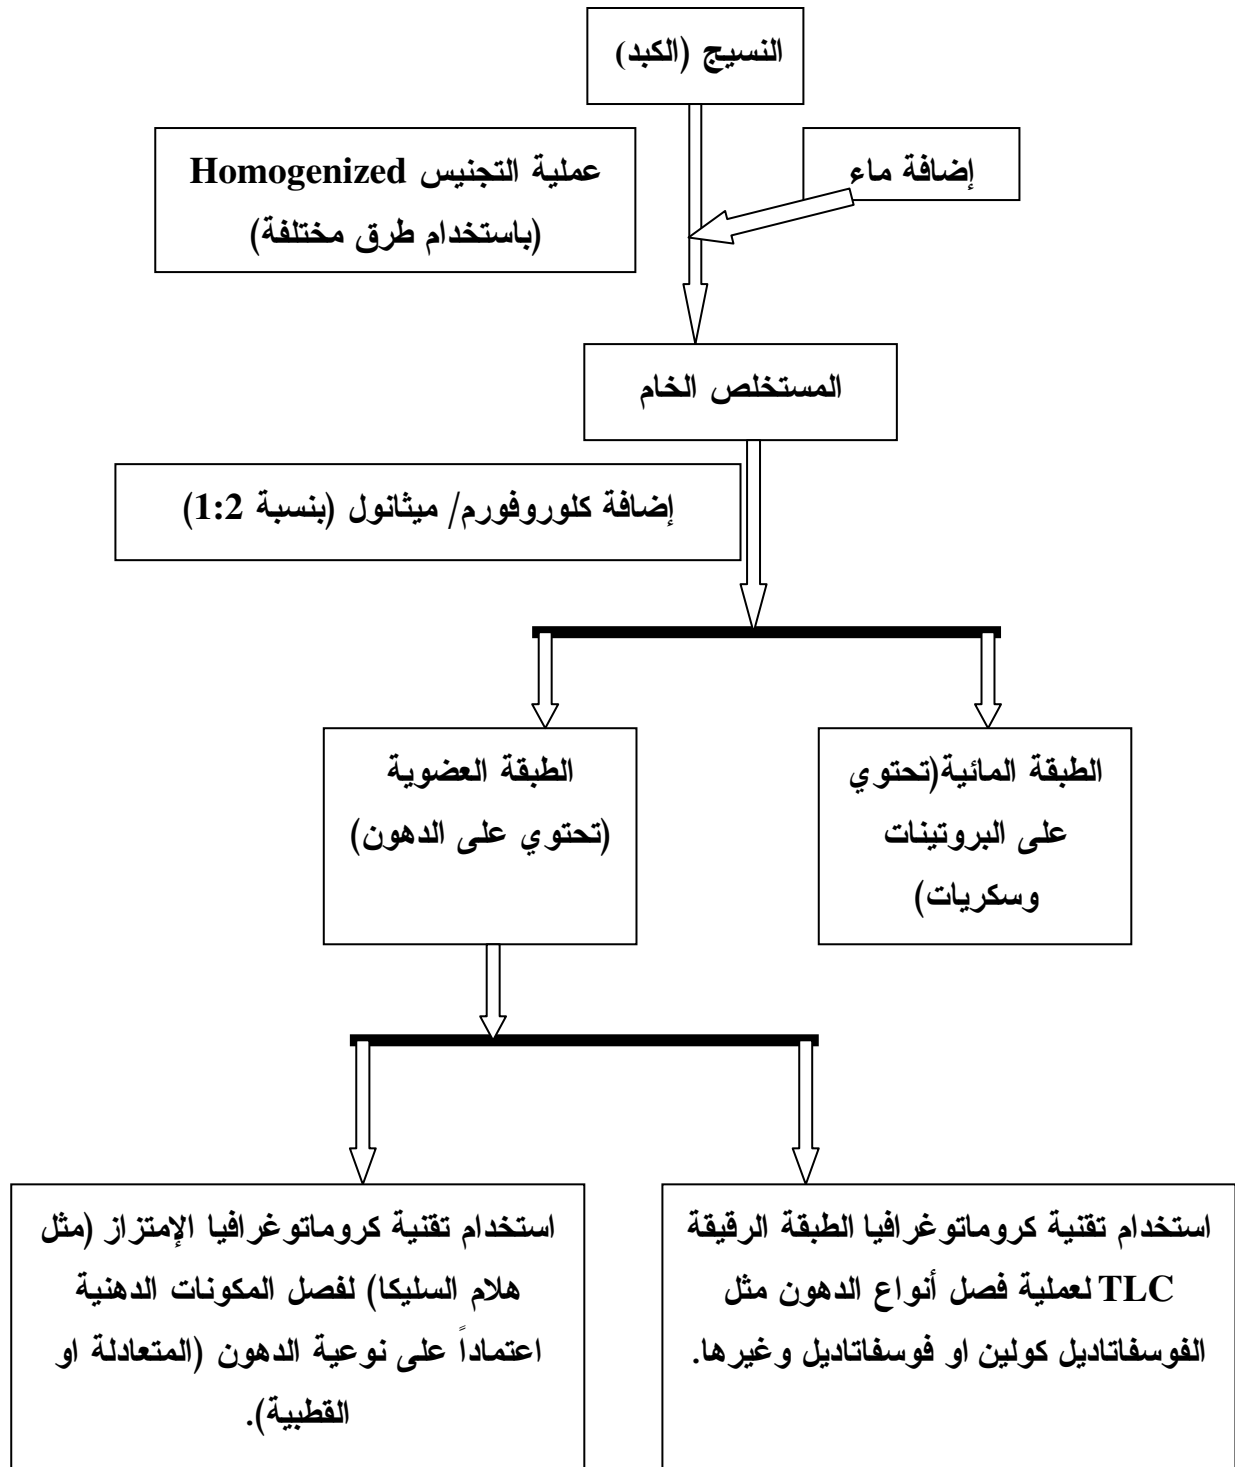 النسيج (الكبد)
إضافة ماء
عملية التجنيس Homogenized
(باستخدام طرق مختلفة)
المستخلص الخام
إضافة كلوروفورم/ ميثانول (بنسبة 1:2)
الطبقة المائية(تحتوي
على البروتينات
وسكريات)
الطبقة العضوية
(تحتوي على الدهون)
استخدام تقنية كروماتوغرافيا الطبقة الرقيقة
TLC لعملية فصل أنواع الدهون مثل
الفوسفاتاديل كولين او فوسفاتاديل وغيرها.
استخدام تقنية كروماتوغرافيا الإمتزاز (مثل
هلام السليكا) لفصل المكونات الدهنية
اعتماداً على نوعية الدهون (المتعادلة او
القطبية).